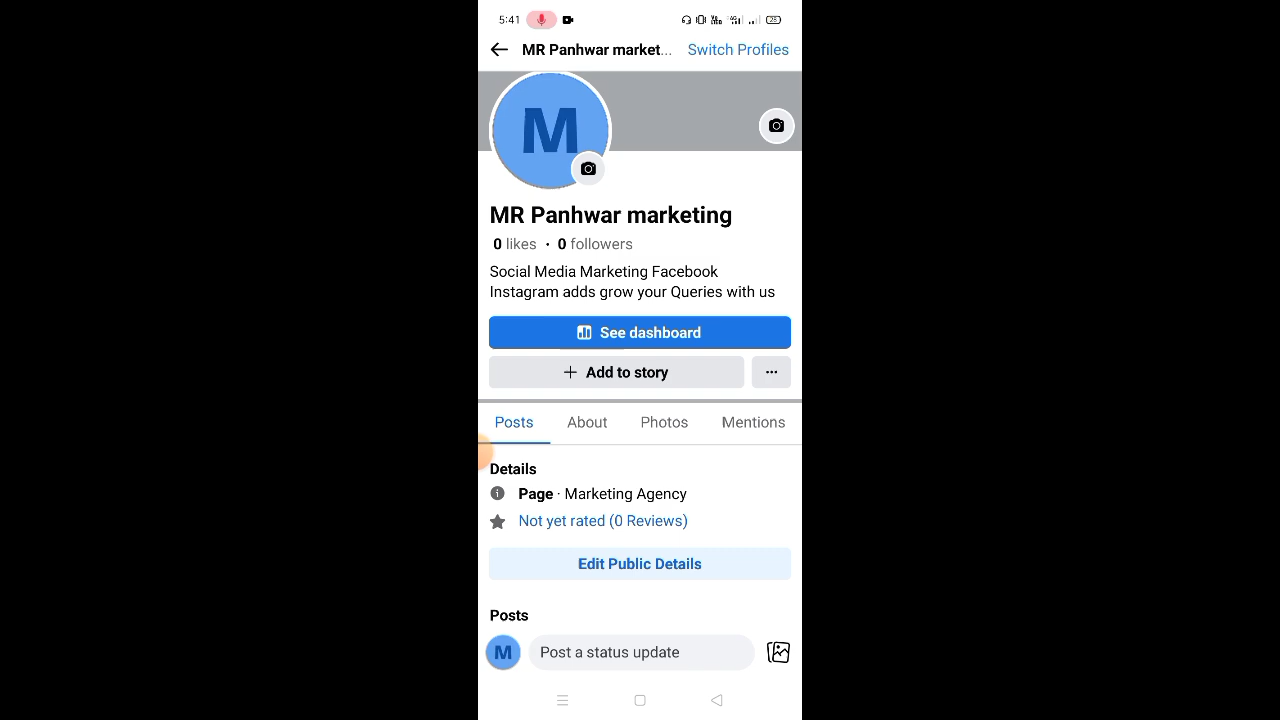 5:41
28
MR Panhwar market... Switch Profiles
M
MR Panhwar marketing
0 likes · 0 followers
Social Media Marketing Facebook
Instagram adds grow your Queries with us
See dashboard
+ Add to story ...
Posts About Photos Mentions
Details
Page · Marketing Agency
Not yet rated (0 Reviews)
Edit Public Details
Posts
M Post a status update